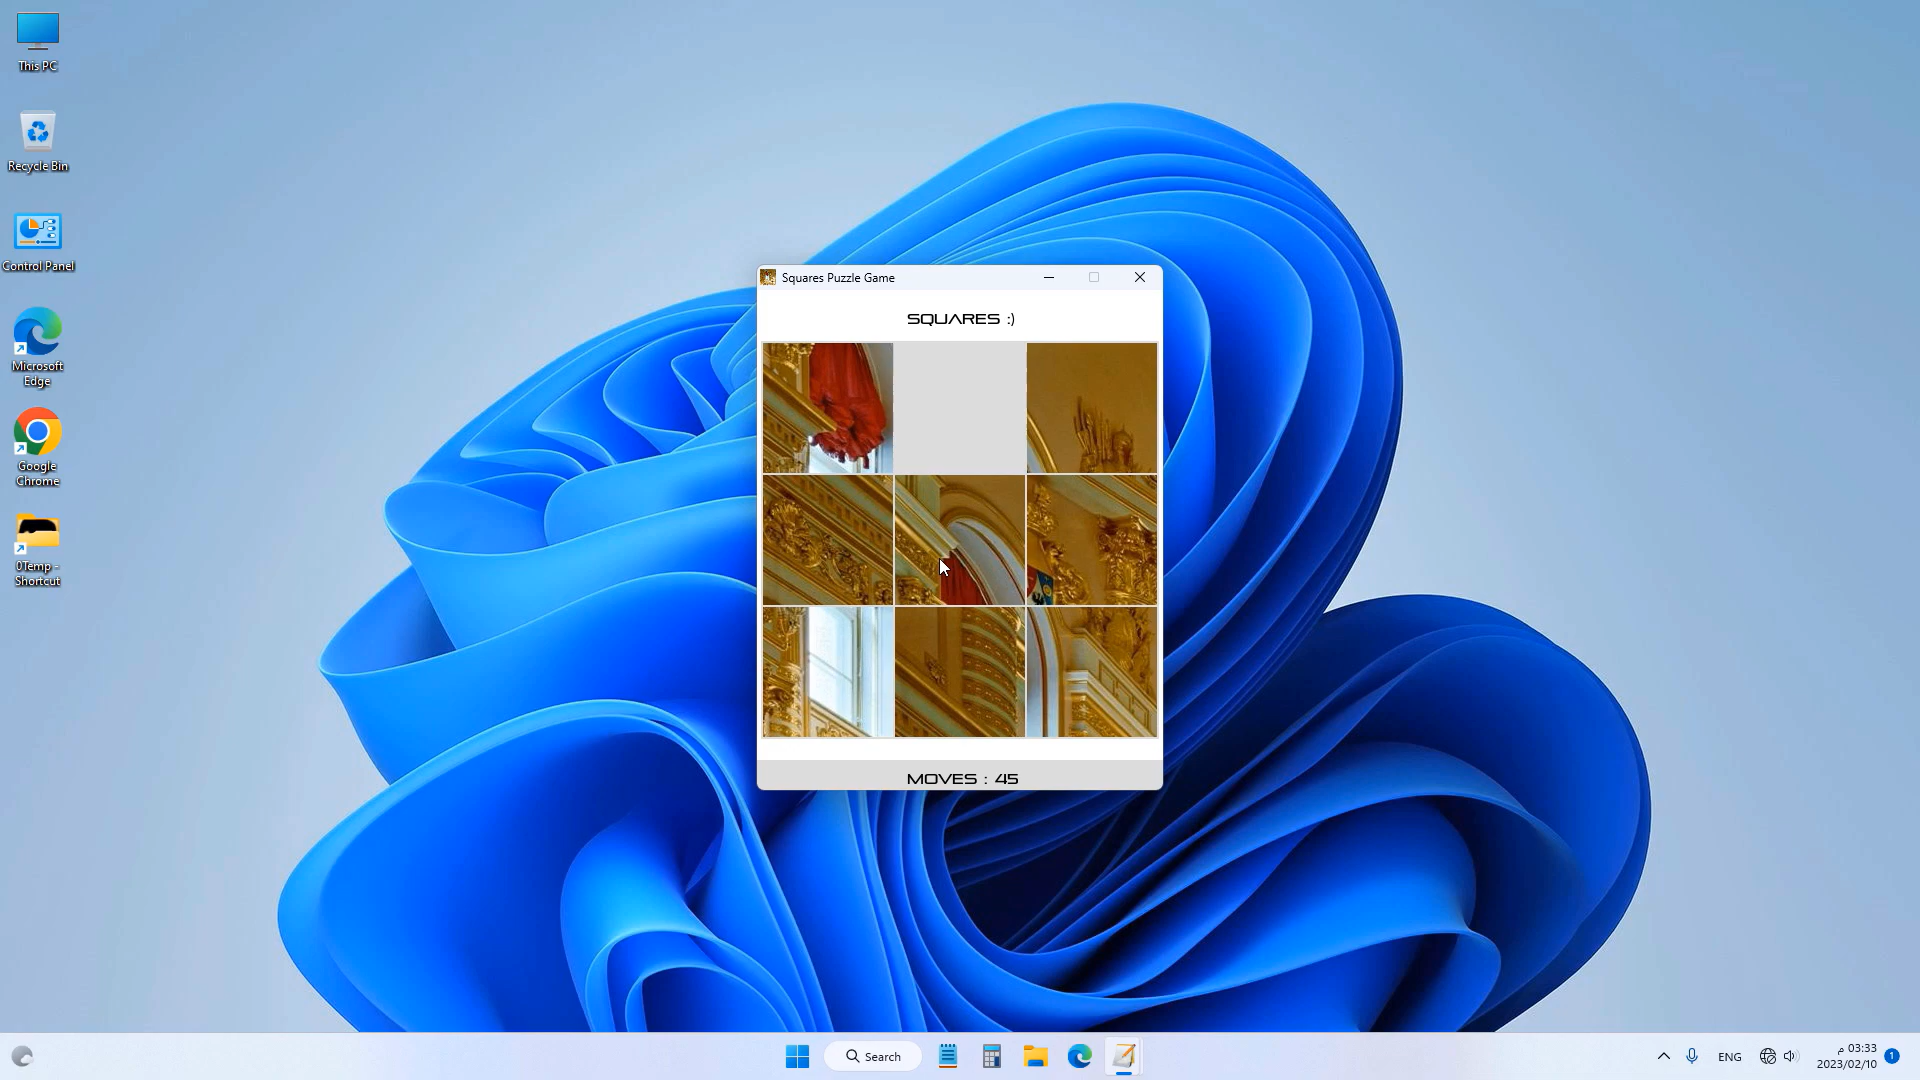 This PC
Recycle Bin
Control Panel
Microsoft
Edge
Google
Chrome
0Temp -
Shortcut
Squares Puzzle Game
SQUARES :)
MOVES : 45
Search
ENG
03:33 م
2023/02/10
1